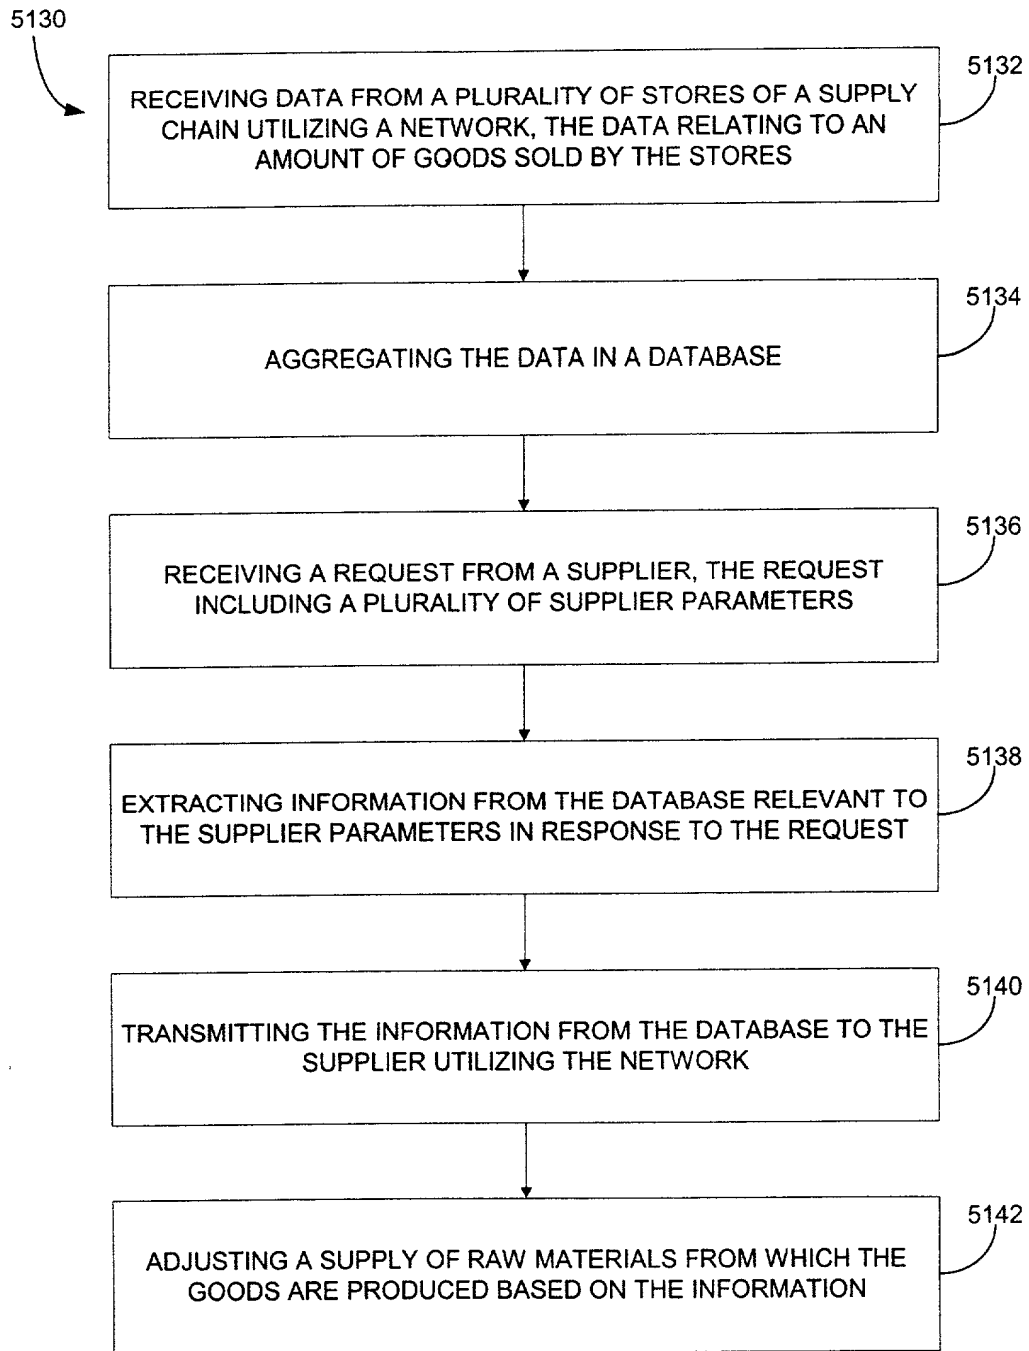 5130
5132
RECEIVING DATA FROM A PLURALITY OF STORES OF A SUPPLY
CHAIN UTILIZING A NETWORK, THE DATA RELATING TO AN
AMOUNT OF GOODS SOLD BY THE STORES
5134
AGGREGATING THE DATA IN A DATABASE
5136
RECEIVING A REQUEST FROM A SUPPLIER, THE REQUEST
INCLUDING A PLURALITY OF SUPPLIER PARAMETERS
5138
EXTRACTING INFORMATION FROM THE DATABASE RELEVANT TO
THE SUPPLIER PARAMETERS IN RESPONSE TO THE REQUEST
5140
TRANSMITTING THE INFORMATION FROM THE DATABASE TO THE
SUPPLIER UTILIZING THE NETWORK
5142
ADJUSTING A SUPPLY OF RAW MATERIALS FROM WHICH THE
GOODS ARE PRODUCED BASED ON THE INFORMATION